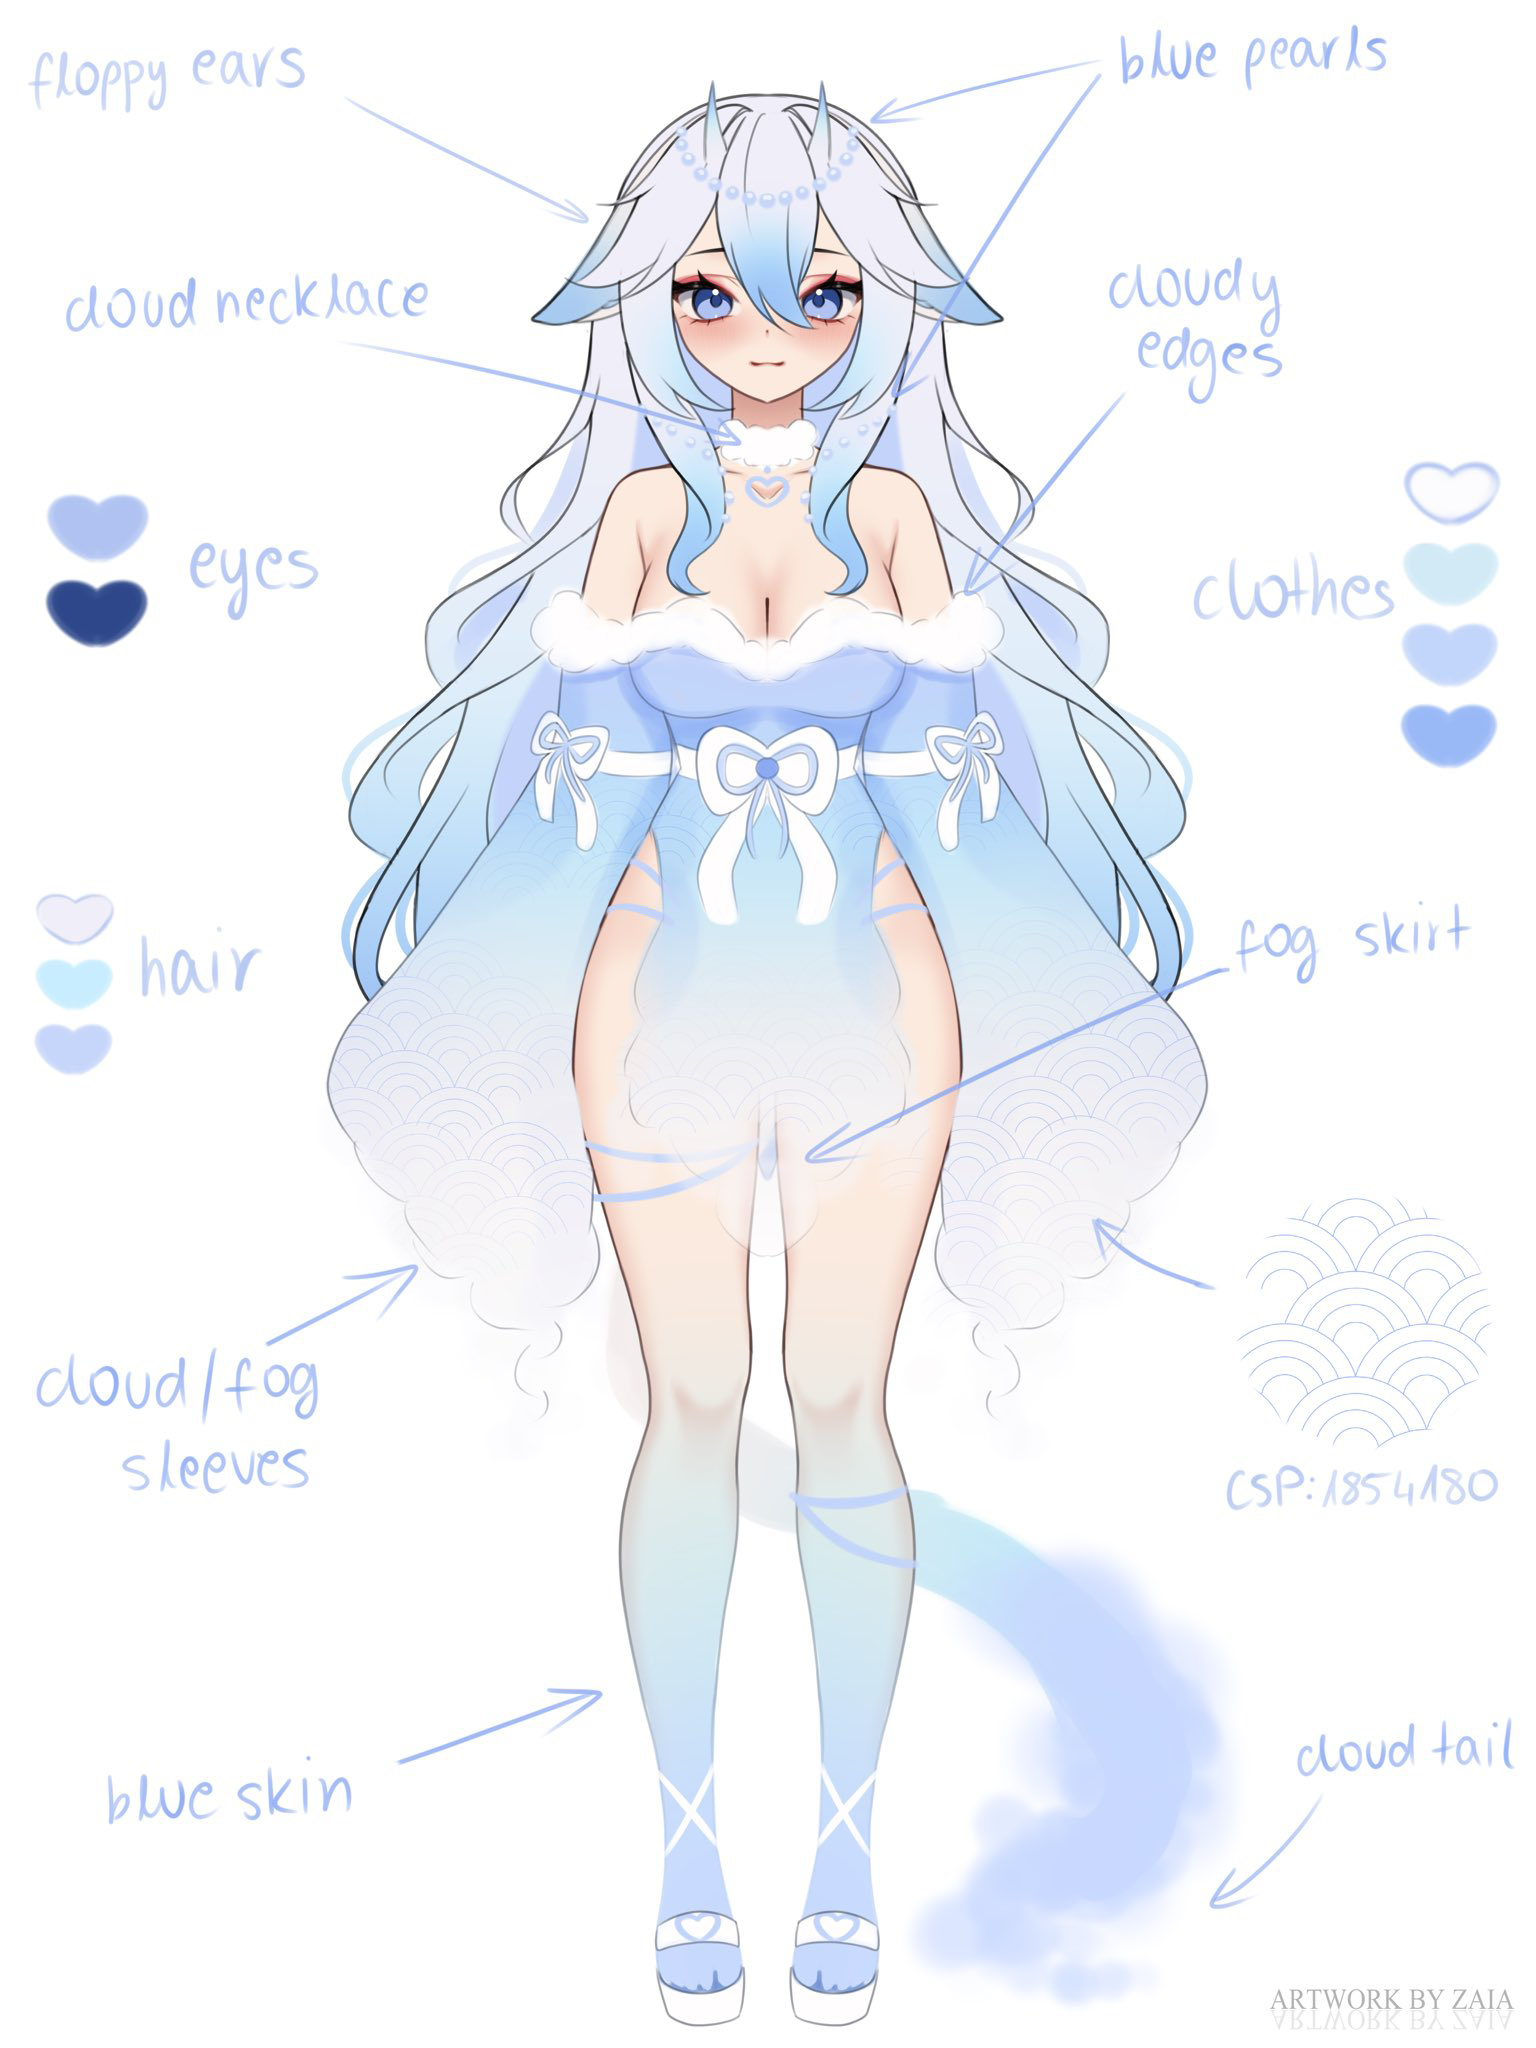 floppy ears
blue pearls
cloud necklace
cloudy
edges
eyes
clothes
hair
fog skirt
cloud/fog
sleeves
CSP:1854180
blue skin
cloud tail
ARTWORK BY ZAIA